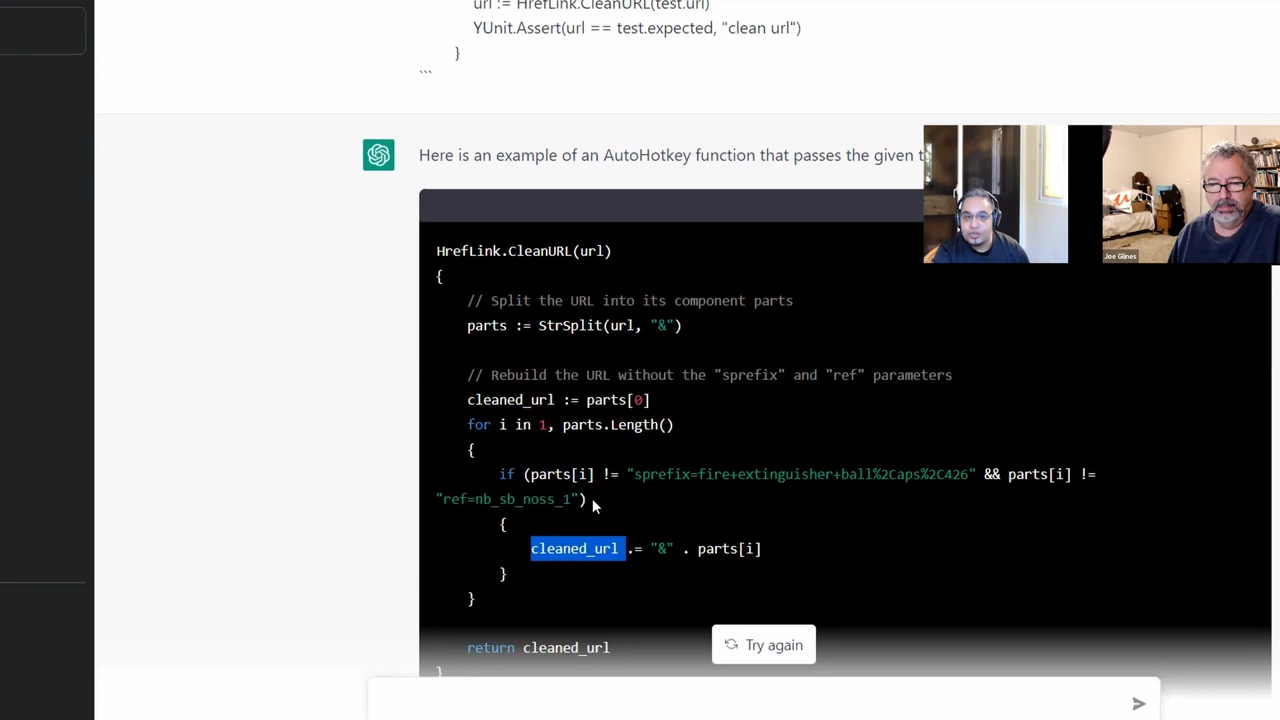 url := HrefLink.CleanURL(test.url)
YUnit.Assert(url == test.expected, "clean url")
}
```
Here is an example of an AutoHotkey function that passes the given t
Joe Glines
HrefLink.CleanURL(url)
{
// Split the URL into its component parts
parts := StrSplit(url, "&")
// Rebuild the URL without the "sprefix" and "ref" parameters
cleaned_url := parts[0]
for i in 1, parts.Length()
{
if (parts[i] != "sprefix=fire+extinguisher+ball%2Caps%2C426" && parts[i] !=
"ref=nb_sb_noss_1")
{
cleaned_url .= "&" . parts[i]
}
}
return cleaned_url
}
Try again